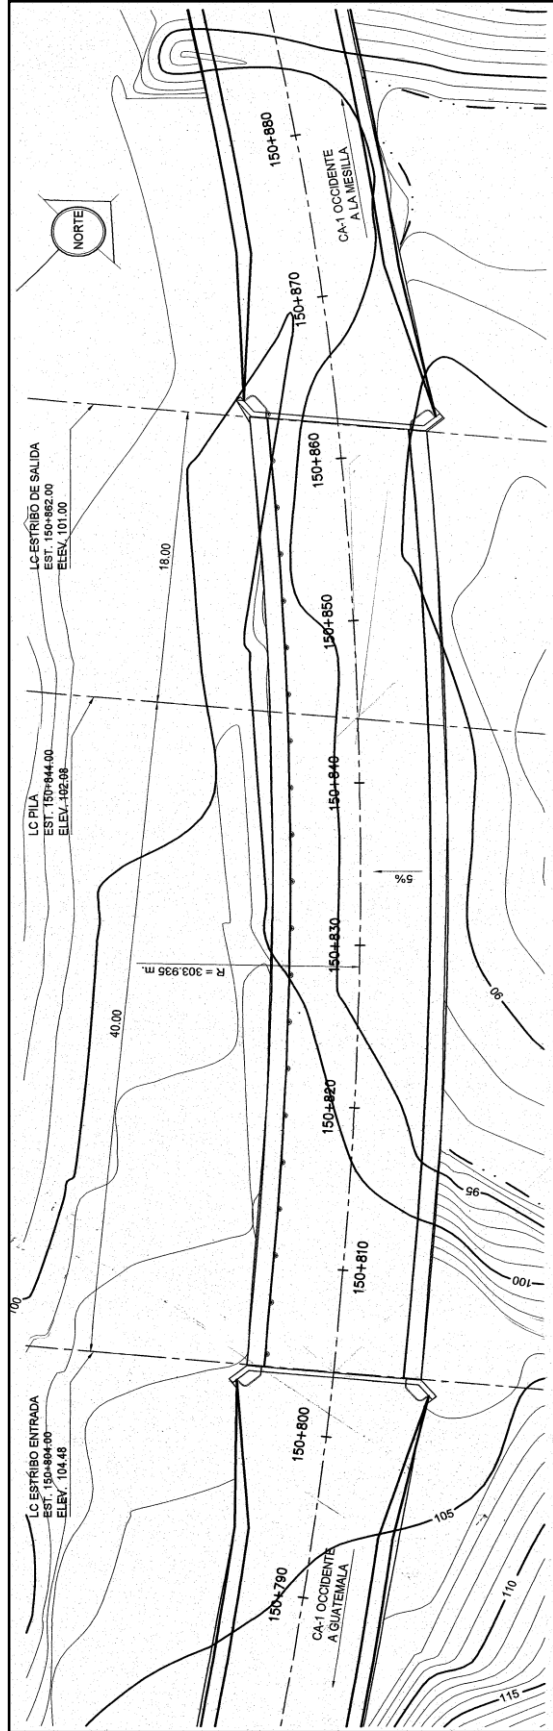 NORTE
LC ESTRIBO DE SALIDA
EST. 150+862.00
ELEV. 101.00
LC PILA
EST. 150+844.00
ELEV. 102.08
LC ESTRIBO ENTRADA
EST. 150+804.00
ELEV. 104.48
18.00
40.00
R = 303.935 m.
5%
150+880
CA-1 OCCIDENTE
A LA MESILLA
150+870
150+860
150+850
150+840
150+830
150+820
150+810
150+800
150+790
CA-1 OCCIDENTE
A GUATEMALA
100
90
95
100
105
110
115